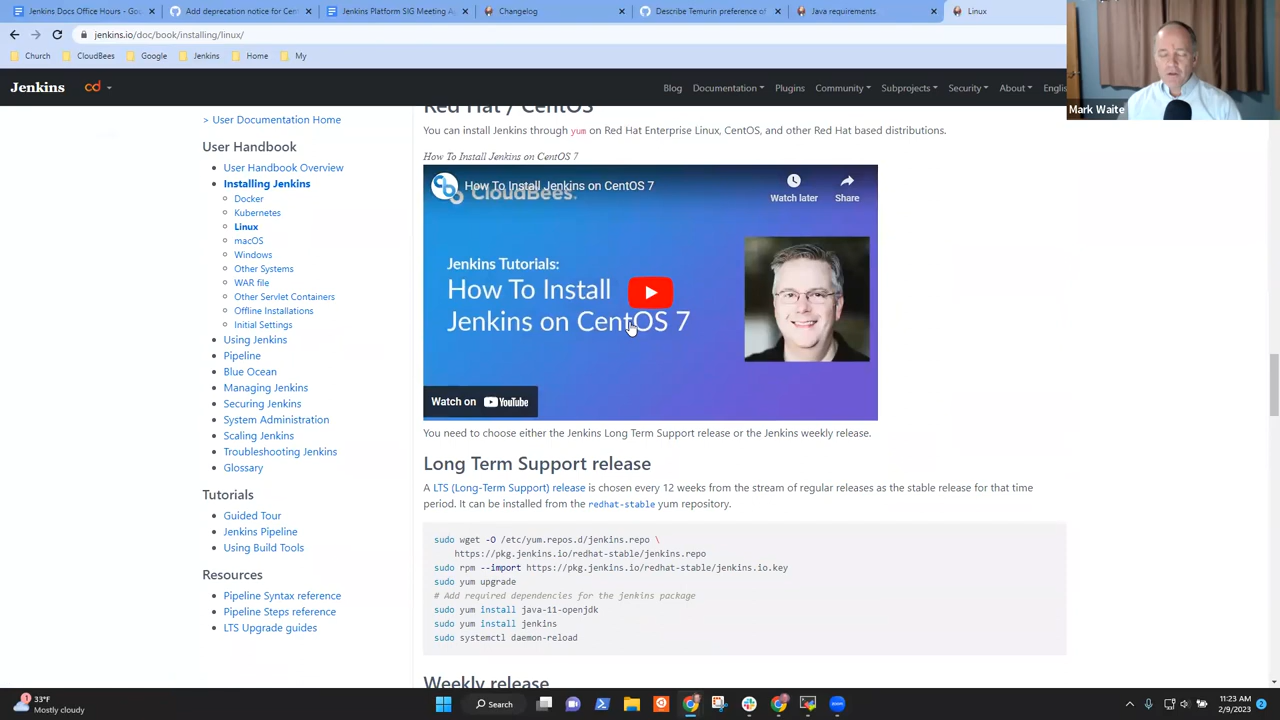 Jenkins Docs Office Hours - Goo
Add deprecation notice for Cen
Jenkins Platform SIG Meeting A
Changelog
Describe Temurin preference of
Java requirements
Linux
jenkins.io/doc/book/installing/linux/
Church
CloudBees
Google
Jenkins
Home
My
Jenkins
cd
Blog
Documentation
Plugins
Community
Subprojects
Security
About
Englis
Mark Waite
Red Hat / CentOS
> User Documentation Home
You can install Jenkins through yum on Red Hat Enterprise Linux, CentOS, and other Red Hat based distributions.
User Handbook
User Handbook Overview
Installing Jenkins
Docker
Kubernetes
Linux
macOS
Windows
Other Systems
WAR file
Other Servlet Containers
Offline Installations
Initial Settings
Using Jenkins
Pipeline
Blue Ocean
Managing Jenkins
Securing Jenkins
System Administration
Scaling Jenkins
Troubleshooting Jenkins
Glossary
Tutorials
Guided Tour
Jenkins Pipeline
Using Build Tools
Resources
Pipeline Syntax reference
Pipeline Steps reference
LTS Upgrade guides
How To Install Jenkins on CentOS 7
How To Install Jenkins on CentOS 7
CloudBees.
Watch later
Share
Jenkins Tutorials:
How To Install
Jenkins on CentOS 7
Watch on YouTube
You need to choose either the Jenkins Long Term Support release or the Jenkins weekly release.
Long Term Support release
A LTS (Long-Term Support) release is chosen every 12 weeks from the stream of regular releases as the stable release for that time
period. It can be installed from the redhat-stable yum repository.
sudo wget -O /etc/yum.repos.d/jenkins.repo \
https://pkg.jenkins.io/redhat-stable/jenkins.repo
sudo rpm --import https://pkg.jenkins.io/redhat-stable/jenkins.io.key
sudo yum upgrade
# Add required dependencies for the jenkins package
sudo yum install java-11-openjdk
sudo yum install jenkins
sudo systemctl daemon-reload
Weekly release
1
33°F
Mostly cloudy
Search
11:23 AM
2/9/2023
2